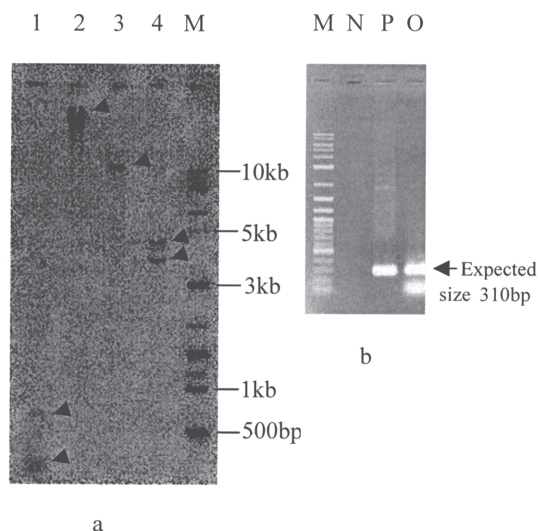 1 2 3 4 M
10kb
5kb
3kb
1kb
500bp
a
M N P O
Expected
size 310bp
b